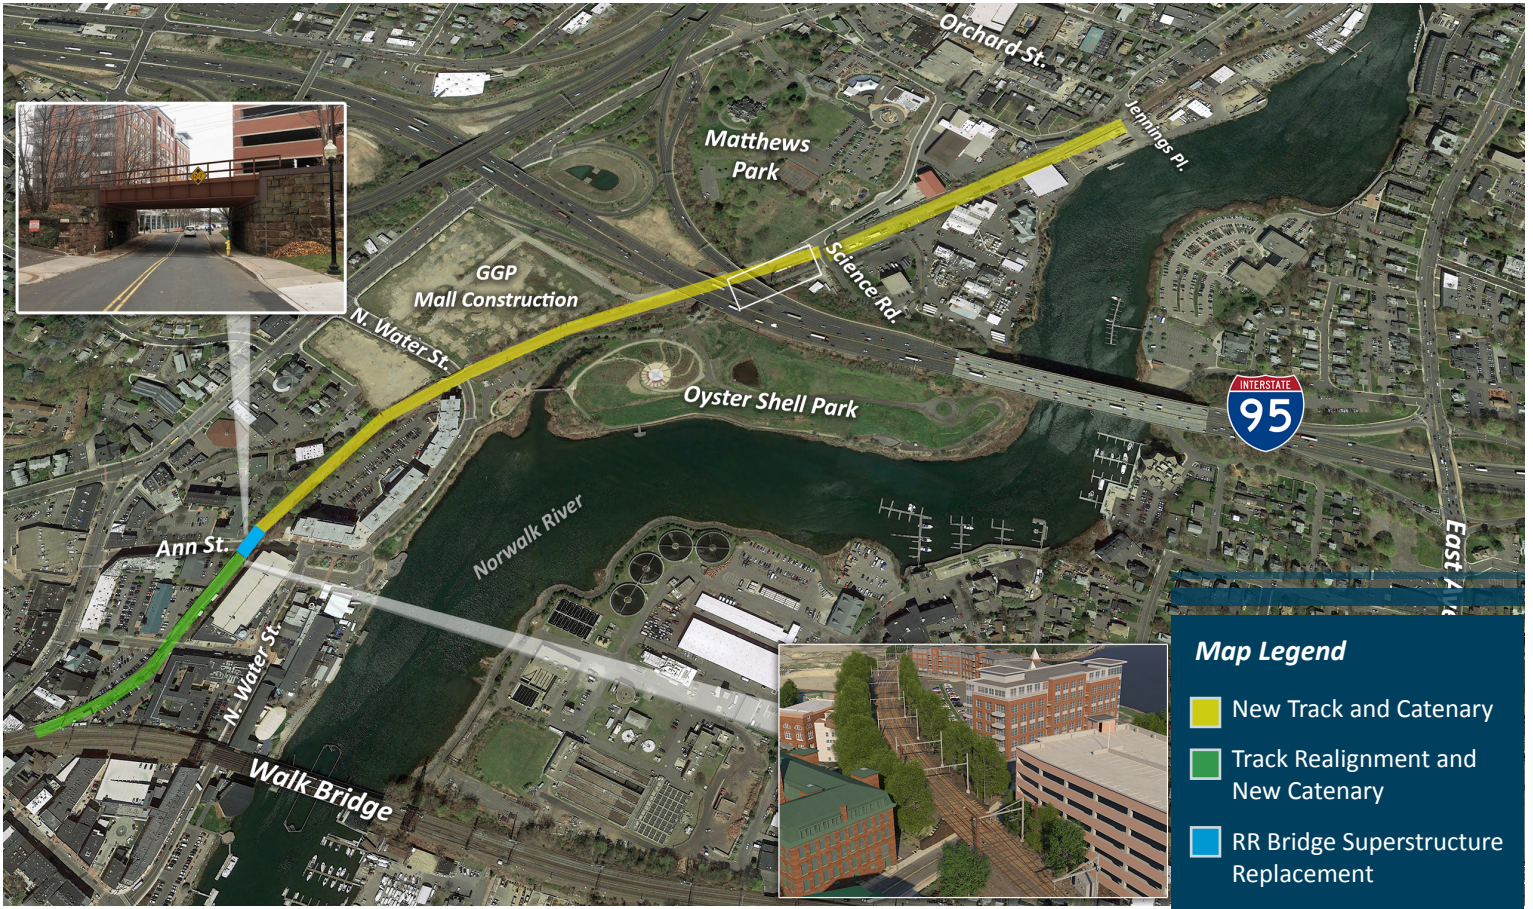 Orchard St.
Jennings Pl.
Matthews
Park
Science Rd.
GGP
Mall Construction
N. Water St.
Oyster Shell Park
INTERSTATE
95
Norwalk River
Ann St.
East Ave
N- Water St.
Walk Bridge
Map Legend
New Track and Catenary
Track Realignment and
New Catenary
RR Bridge Superstructure
Replacement